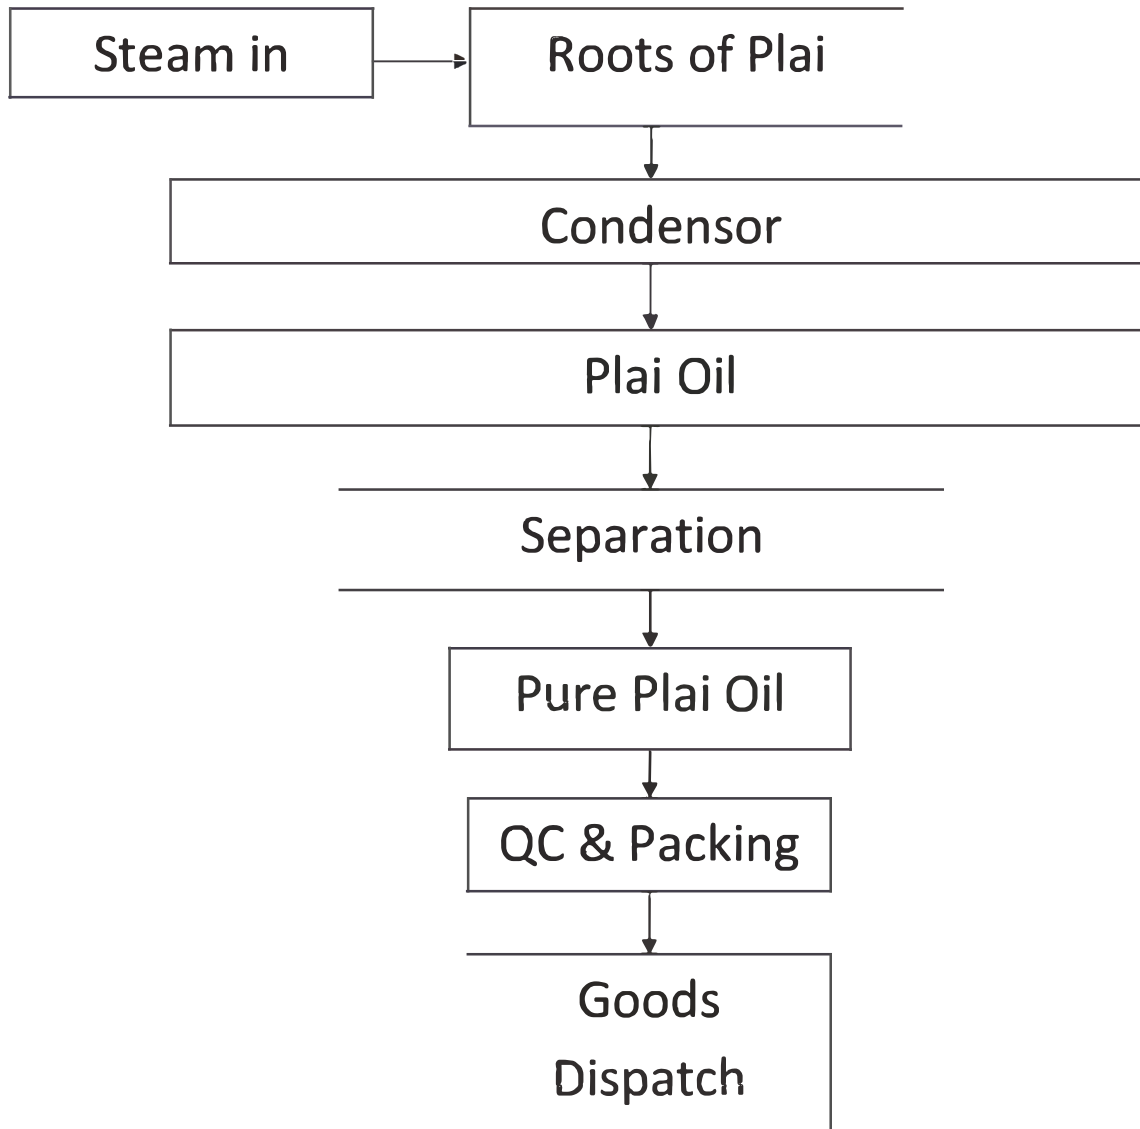 Steam in
Roots of Plai
Condensor
Plai Oil
Separation
Pure Plai Oil
QC & Packing
Goods
Dispatch